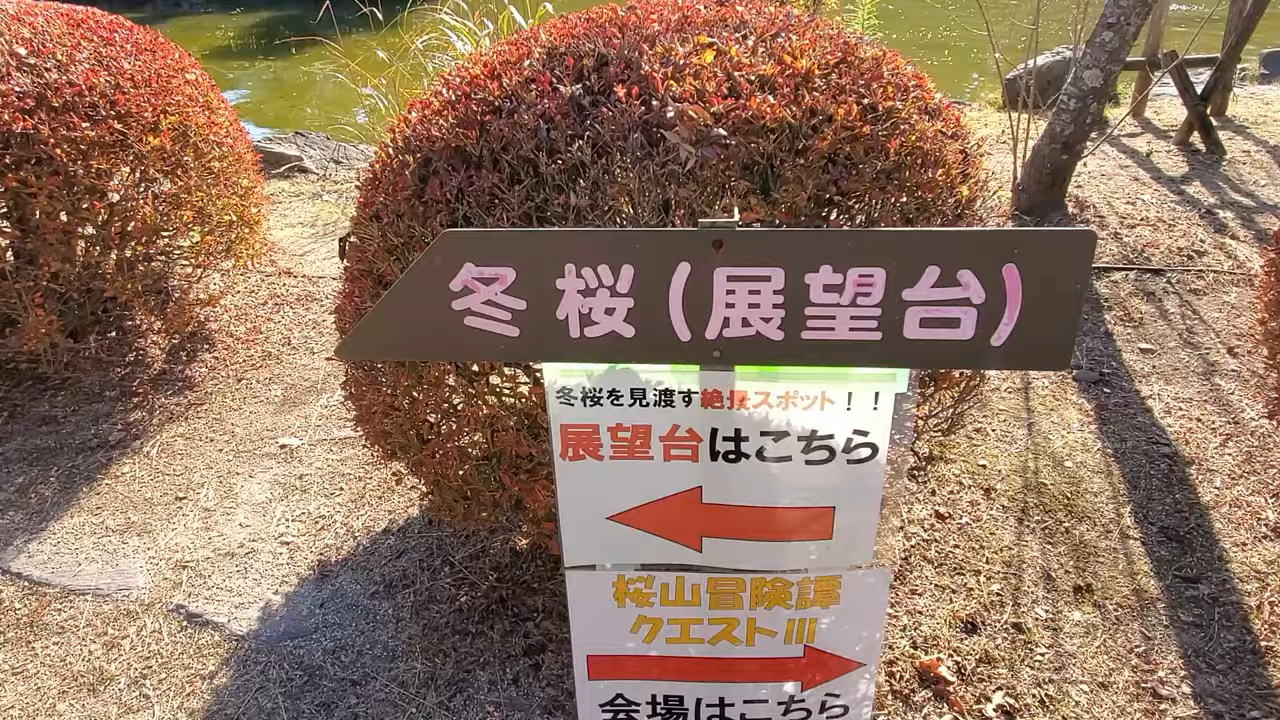 冬桜(展望台)
冬桜を見渡す絶景スポット！！
展望台はこちら
桜山冒険譚
クエストIII
会場はこちら